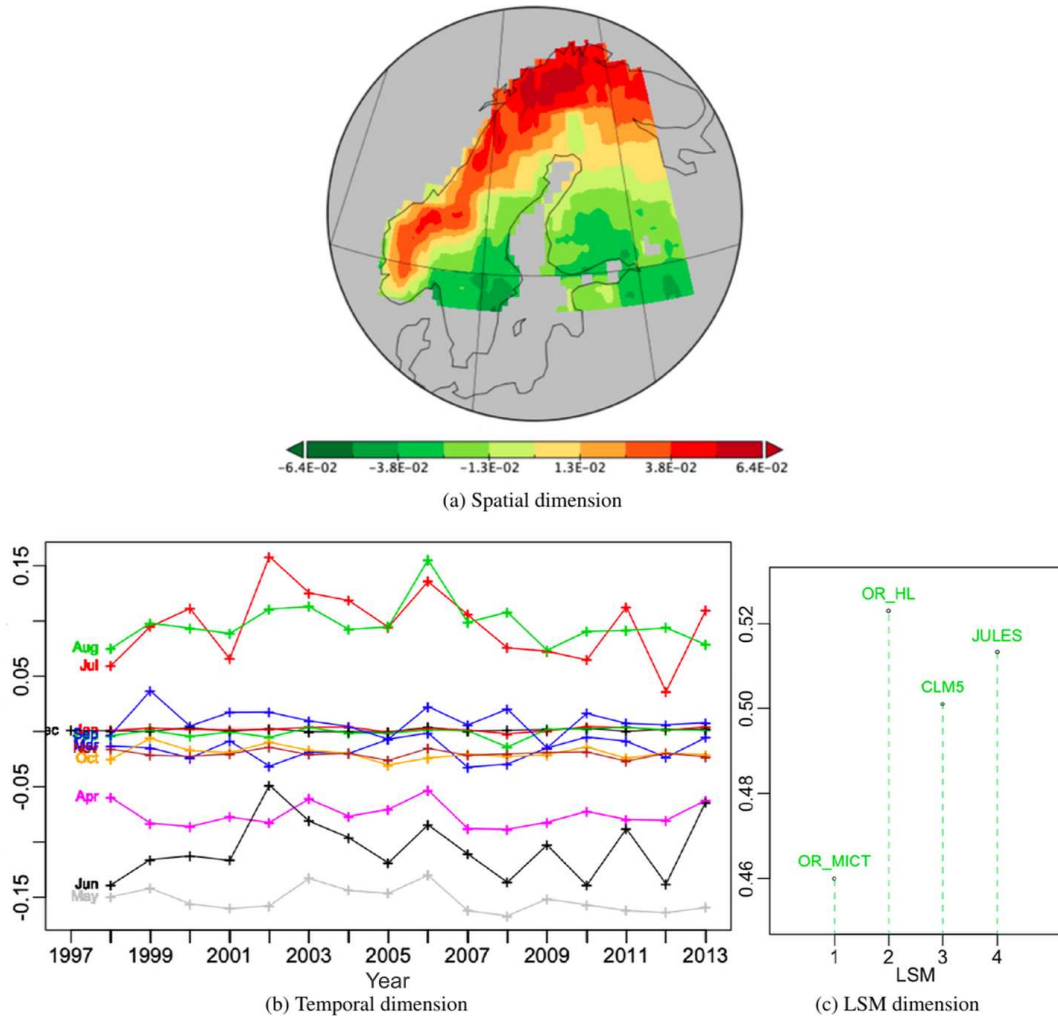 -6.4E-02 -3.8E-02 -1.3E-02 1.3E-02 3.8E-02 6.4E-02
(a) Spatial dimension
0.15
0.05
-0.05
-0.15
Aug
Jul
Jan
Sep
Oct
Apr
Jun
May
1997 1999 2001 2003 2005 2007 2009 2011 2013
Year
(b) Temporal dimension
0.52
0.50
0.48
0.46
OR_HL
JULES
CLM5
OR_MICT
1 2 3 4
LSM
(c) LSM dimension